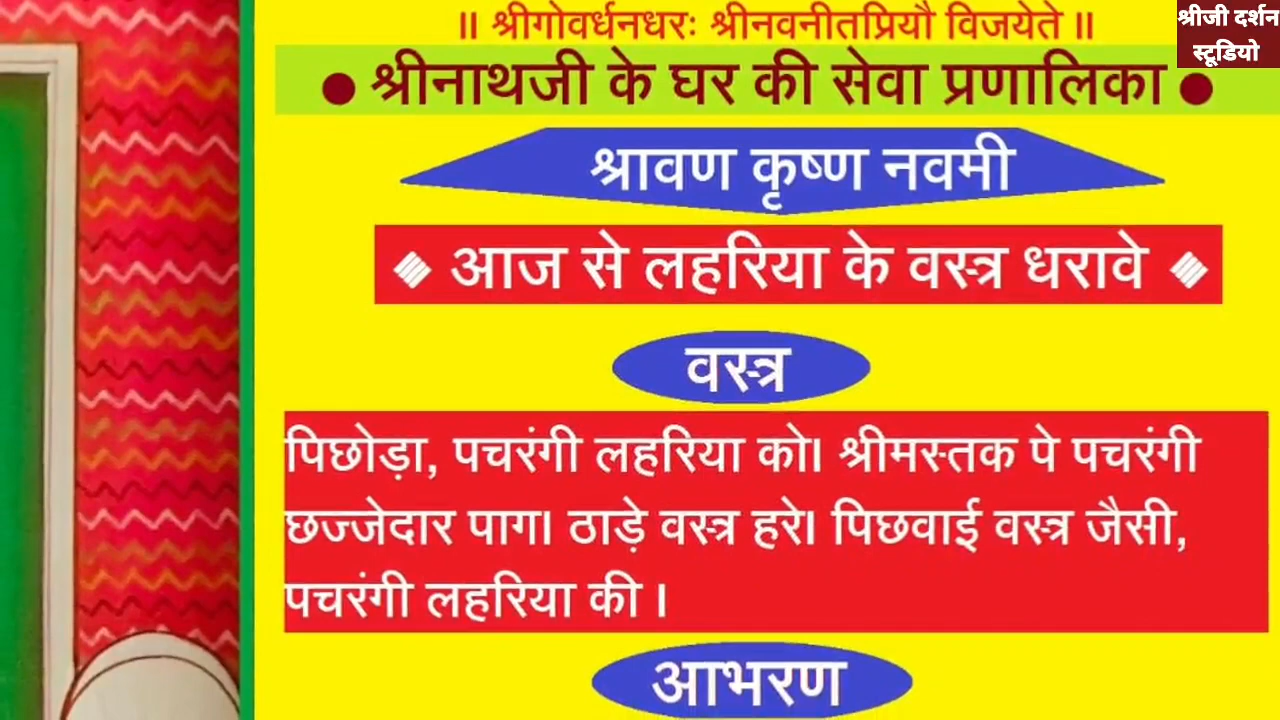 ॥ श्रीगोवर्धनधरः श्रीनवनीतप्रियौ विजयेते ॥
श्रीजी दर्शन
स्टूडियो
● श्रीनाथजी के घर की सेवा प्रणालिका ●
श्रावण कृष्ण नवमी
❖ आज से लहरिया के वस्त्र धरावे ❖
वस्त्र
पिछोड़ा, पचरंगी लहरिया को। श्रीमस्तक पे पचरंगी
छज्जेदार पाग। ठाड़े वस्त्र हरे। पिछवाई वस्त्र जैसी,
पचरंगी लहरिया की ।
आभरण